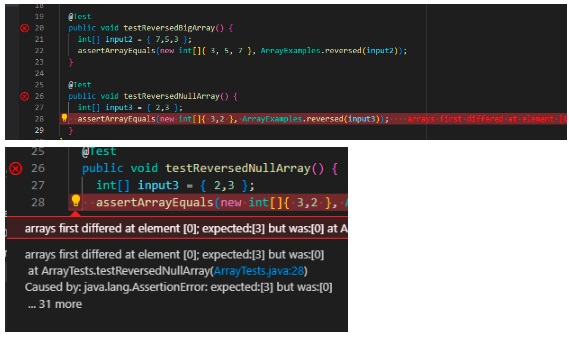 18
19 @Test
20 public void testReversedBigArray() {
21 int[] input2 = { 7,5,3 };
22 assertArrayEquals(new int[]{ 3, 5, 7 }, ArrayExamples.reversed(input2));
23 }
24
25 @Test
26 public void testReversedNullArray() {
27 int[] input3 = { 2,3 };
28 assertArrayEquals(new int[]{ 3,2 }, ArrayExamples.reversed(input3)); arrays first differed at element [0
29 }
25 @Test
26 public void testReversedNullArray() {
27 int[] input3 = { 2,3 };
28 assertArrayEquals(new int[]{ 3,2 }, A
arrays first differed at element [0]; expected:[3] but was:[0] at A
arrays first differed at element [0]; expected:[3] but was:[0]
at ArrayTests.testReversedNullArray(ArrayTests.java:28)
Caused by: java.lang.AssertionError: expected:[3] but was:[0]
... 31 more